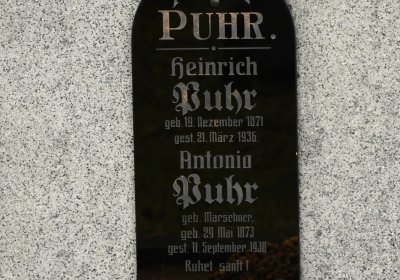 PUHR.
Heinrich
Puhr
geb. 19. Dezember 1871
gest. 21. März 1936.
Antonia
Puhr
geb. Marschner,
geb. 29 Mai 1873
gest. 11. September 1930
Ruhet sanft!